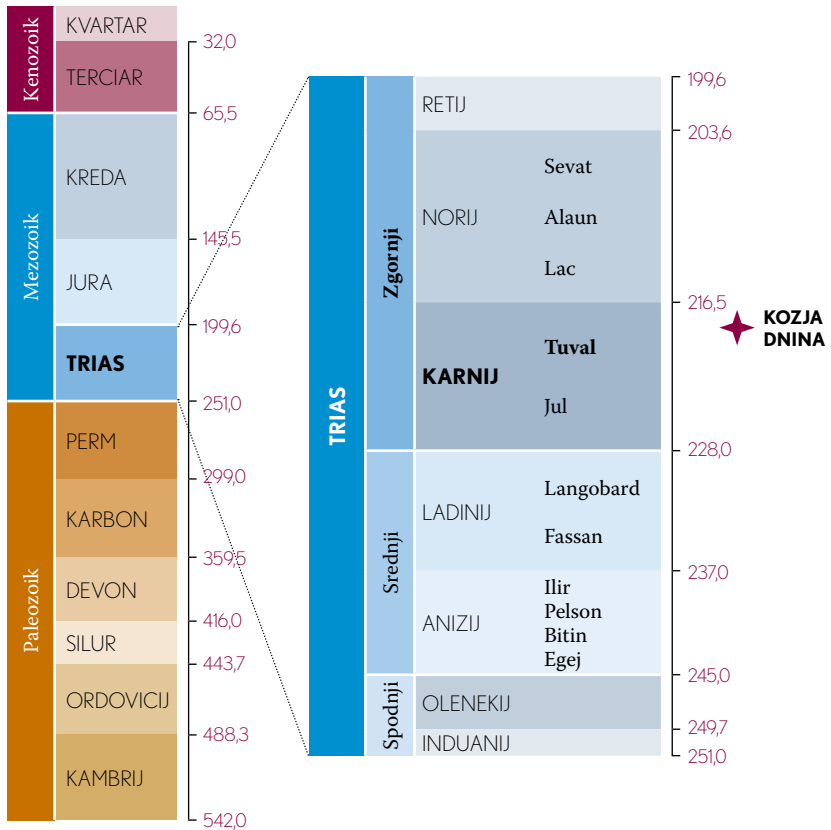 Kenozoik
KVARTAR
32,0
TERCIAR
65,5
Mezozoik
KREDA
145,5
JURA
199,6
TRIAS
251,0
Paleozoik
PERM
299,0
KARBON
359,5
DEVON
416,0
SILUR
443,7
ORDOVICIJ
488,3
KAMBRIJ
542,0
TRIAS
Zgornji
199,6
RETIJ
203,6
NORIJ
Sevat
Alaun
Lac
216,5
KARNIJ
Tuval
Jul
228,0
KOZJA
DNINA
Srednji
LADINIJ
Langobard
Fassan
237,0
ANIZIJ
Ilir
Pelson
Bitin
Egej
245,0
Spodnji
OLENEKIJ
249,7
INDUANIJ
251,0